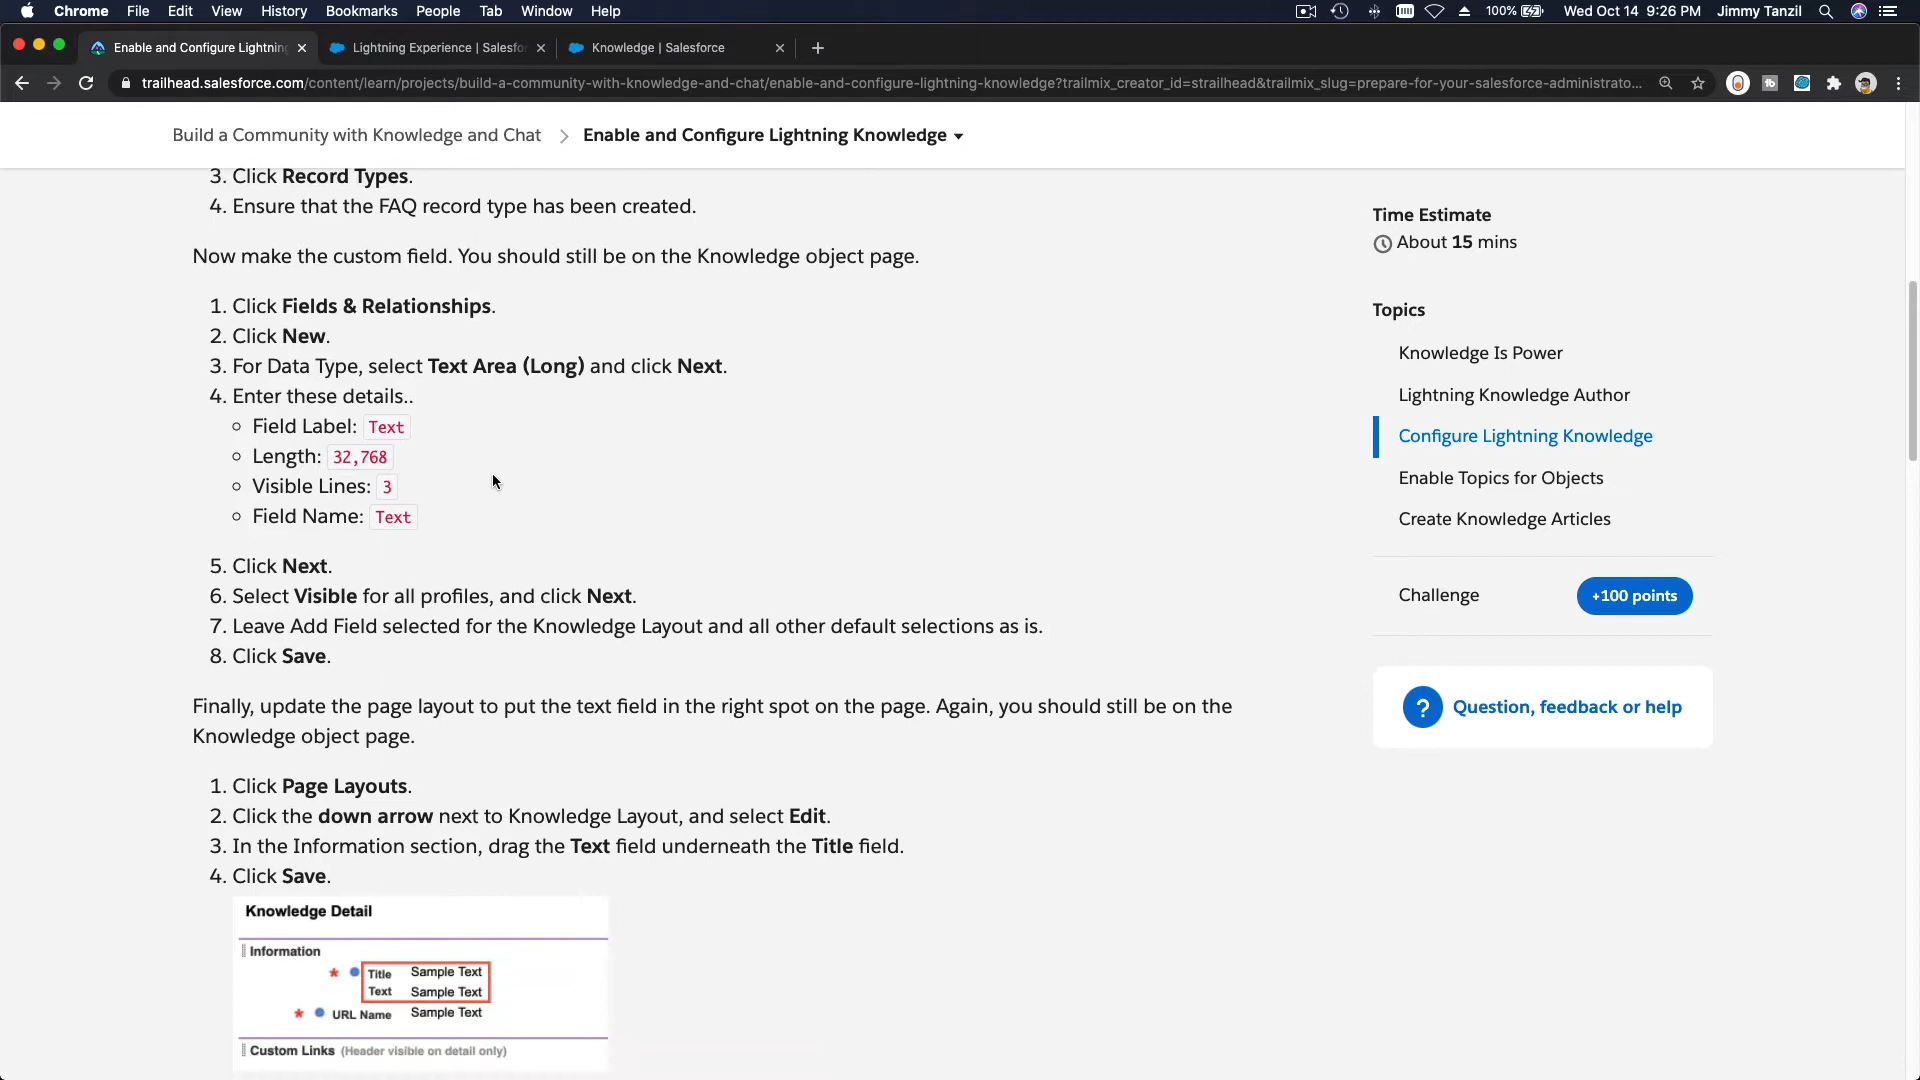 Chrome File Edit View History Bookmarks People Tab Window Help 100% Wed Oct 14 9:26 PM Jimmy Tanzil
Enable and Configure Lightnin Lightning Experience | Salesfor Knowledge | Salesforce
trailhead.salesforce.com/content/learn/projects/build-a-community-with-knowledge-and-chat/enable-and-configure-lightning-knowledge?trailmix_creator_id=strailhead&trailmix_slug=prepare-for-your-salesforce-administrato...
Build a Community with Knowledge and Chat > Enable and Configure Lightning Knowledge
3. Click Record Types.
4. Ensure that the FAQ record type has been created.
Now make the custom field. You should still be on the Knowledge object page.
1. Click Fields & Relationships.
2. Click New.
3. For Data Type, select Text Area (Long) and click Next.
4. Enter these details..
Field Label: Text
Length: 32,768
Visible Lines: 3
Field Name: Text
5. Click Next.
6. Select Visible for all profiles, and click Next.
7. Leave Add Field selected for the Knowledge Layout and all other default selections as is.
8. Click Save.
Finally, update the page layout to put the text field in the right spot on the page. Again, you should still be on the
Knowledge object page.
1. Click Page Layouts.
2. Click the down arrow next to Knowledge Layout, and select Edit.
3. In the Information section, drag the Text field underneath the Title field.
4. Click Save.
Knowledge Detail
Information
* Title Sample Text
Text Sample Text
* URL Name Sample Text
Custom Links (Header visible on detail only)
Time Estimate
About 15 mins
Topics
Knowledge Is Power
Lightning Knowledge Author
Configure Lightning Knowledge
Enable Topics for Objects
Create Knowledge Articles
Challenge +100 points
? Question, feedback or help